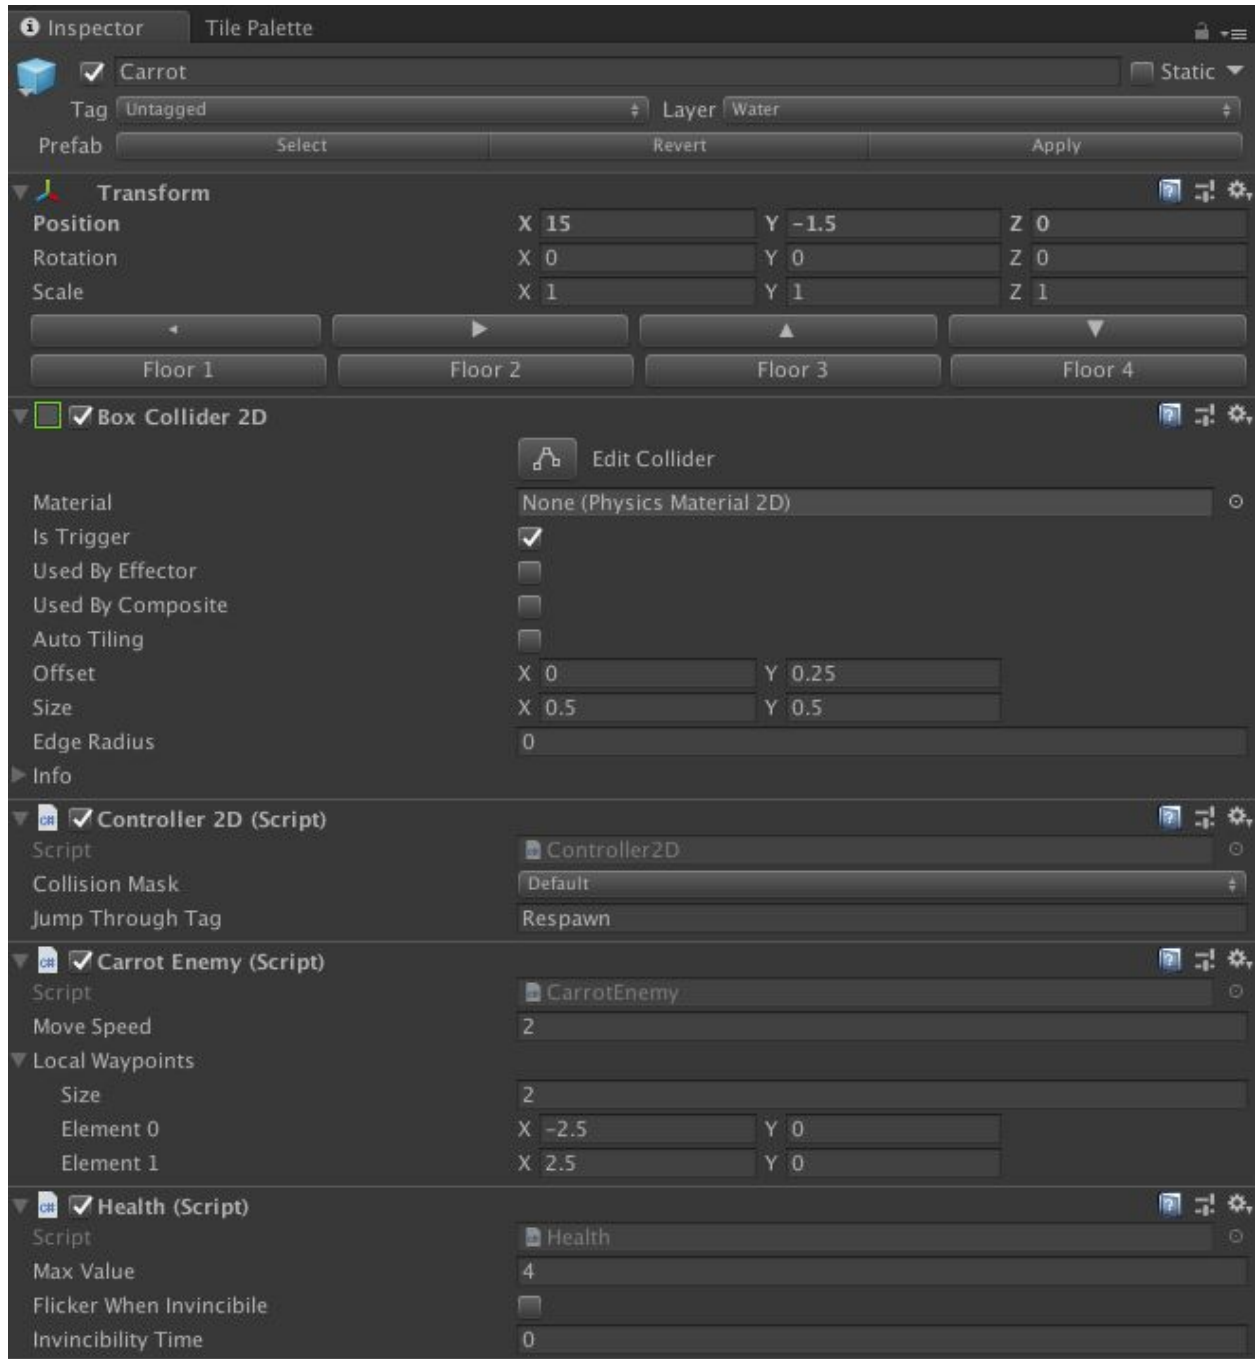 Inspector Tile Palette
Carrot Static
Tag Untagged Layer Water
Prefab Select Revert Apply
Transform
Position X 15 Y -1.5 Z 0
Rotation X 0 Y 0 Z 0
Scale X 1 Y 1 Z 1
Floor 1 Floor 2 Floor 3 Floor 4
Box Collider 2D
Edit Collider
Material None (Physics Material 2D)
Is Trigger
Used By Effector
Used By Composite
Auto Tiling
Offset X 0 Y 0.25
Size X 0.5 Y 0.5
Edge Radius 0
Info
C# Controller 2D (Script)
Script Controller2D
Collision Mask Default
Jump Through Tag Respawn
C# Carrot Enemy (Script)
Script CarrotEnemy
Move Speed 2
Local Waypoints
Size 2
Element 0 X -2.5 Y 0
Element 1 X 2.5 Y 0
C# Health (Script)
Script Health
Max Value 4
Flicker When Invincibile
Invincibility Time 0